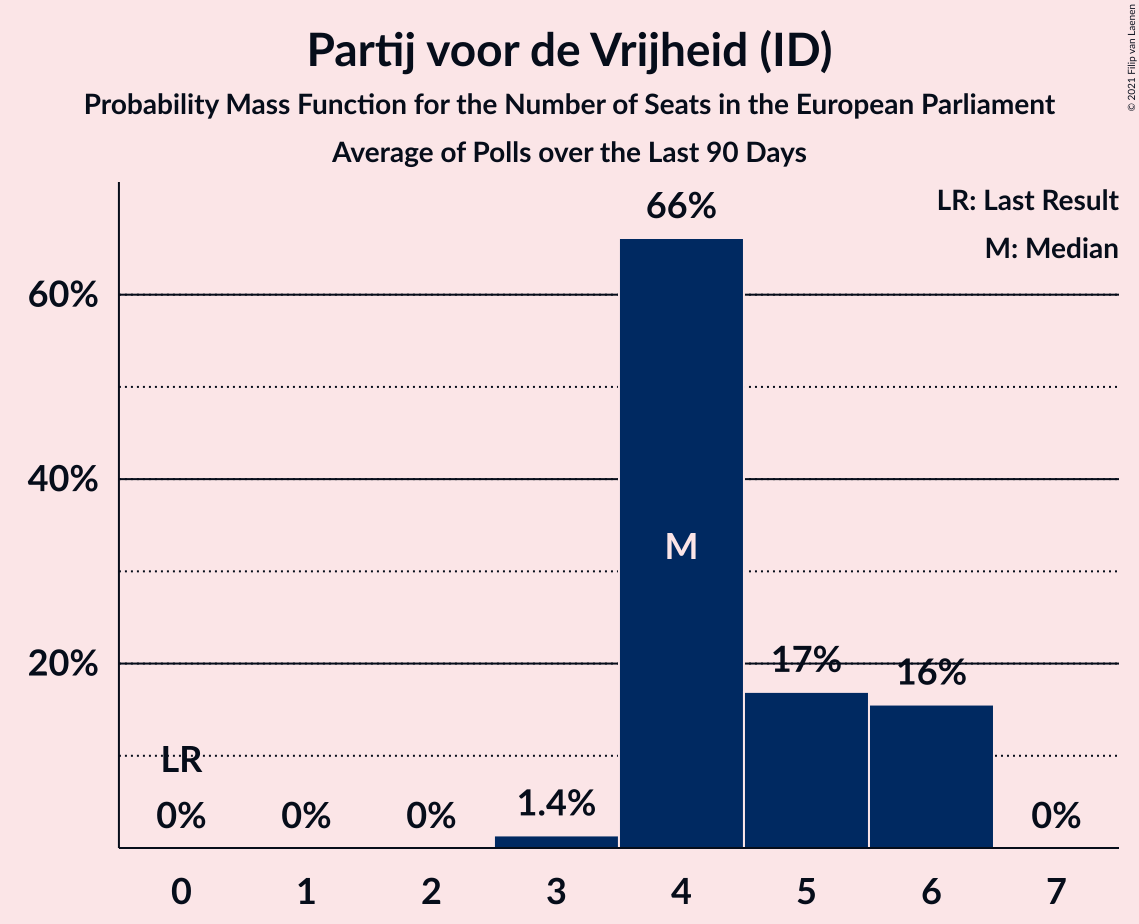 Partij voor de Vrijheid (ID)
Probability Mass Function for the Number of Seats in the European Parliament
Average of Polls over the Last 90 Days
© 2021 Filip van Laenen
LR: Last Result
M: Median
66%
60%
40%
M
20%
17%
16%
LR
0%
0%
0%
1.4%
0%
0
1
2
3
4
5
6
7